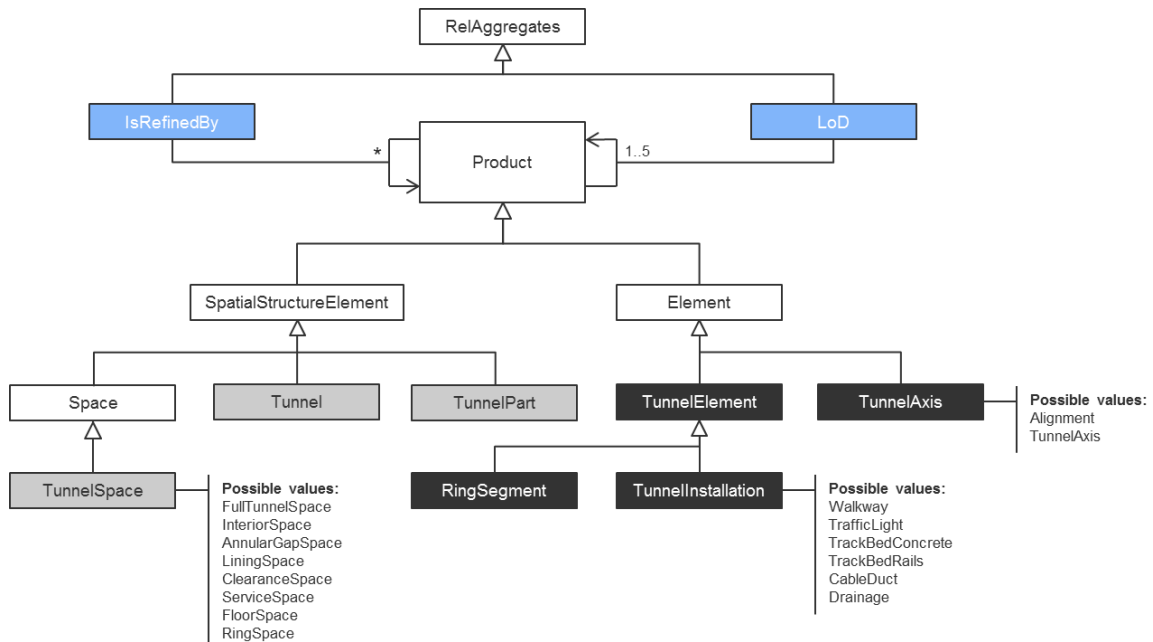 RelAggregates
IsRefinedBy
LoD
Product
*
1..5
SpatialStructureElement
Element
Space
Tunnel
TunnelPart
TunnelElement
TunnelAxis
Possible values:
Alignment
TunnelAxis
TunnelSpace
Possible values:
FullTunnelSpace
InteriorSpace
AnnularGapSpace
LiningSpace
ClearanceSpace
ServiceSpace
FloorSpace
RingSpace
RingSegment
TunnelInstallation
Possible values:
Walkway
TrafficLight
TrackBedConcrete
TrackBedRails
CableDuct
Drainage